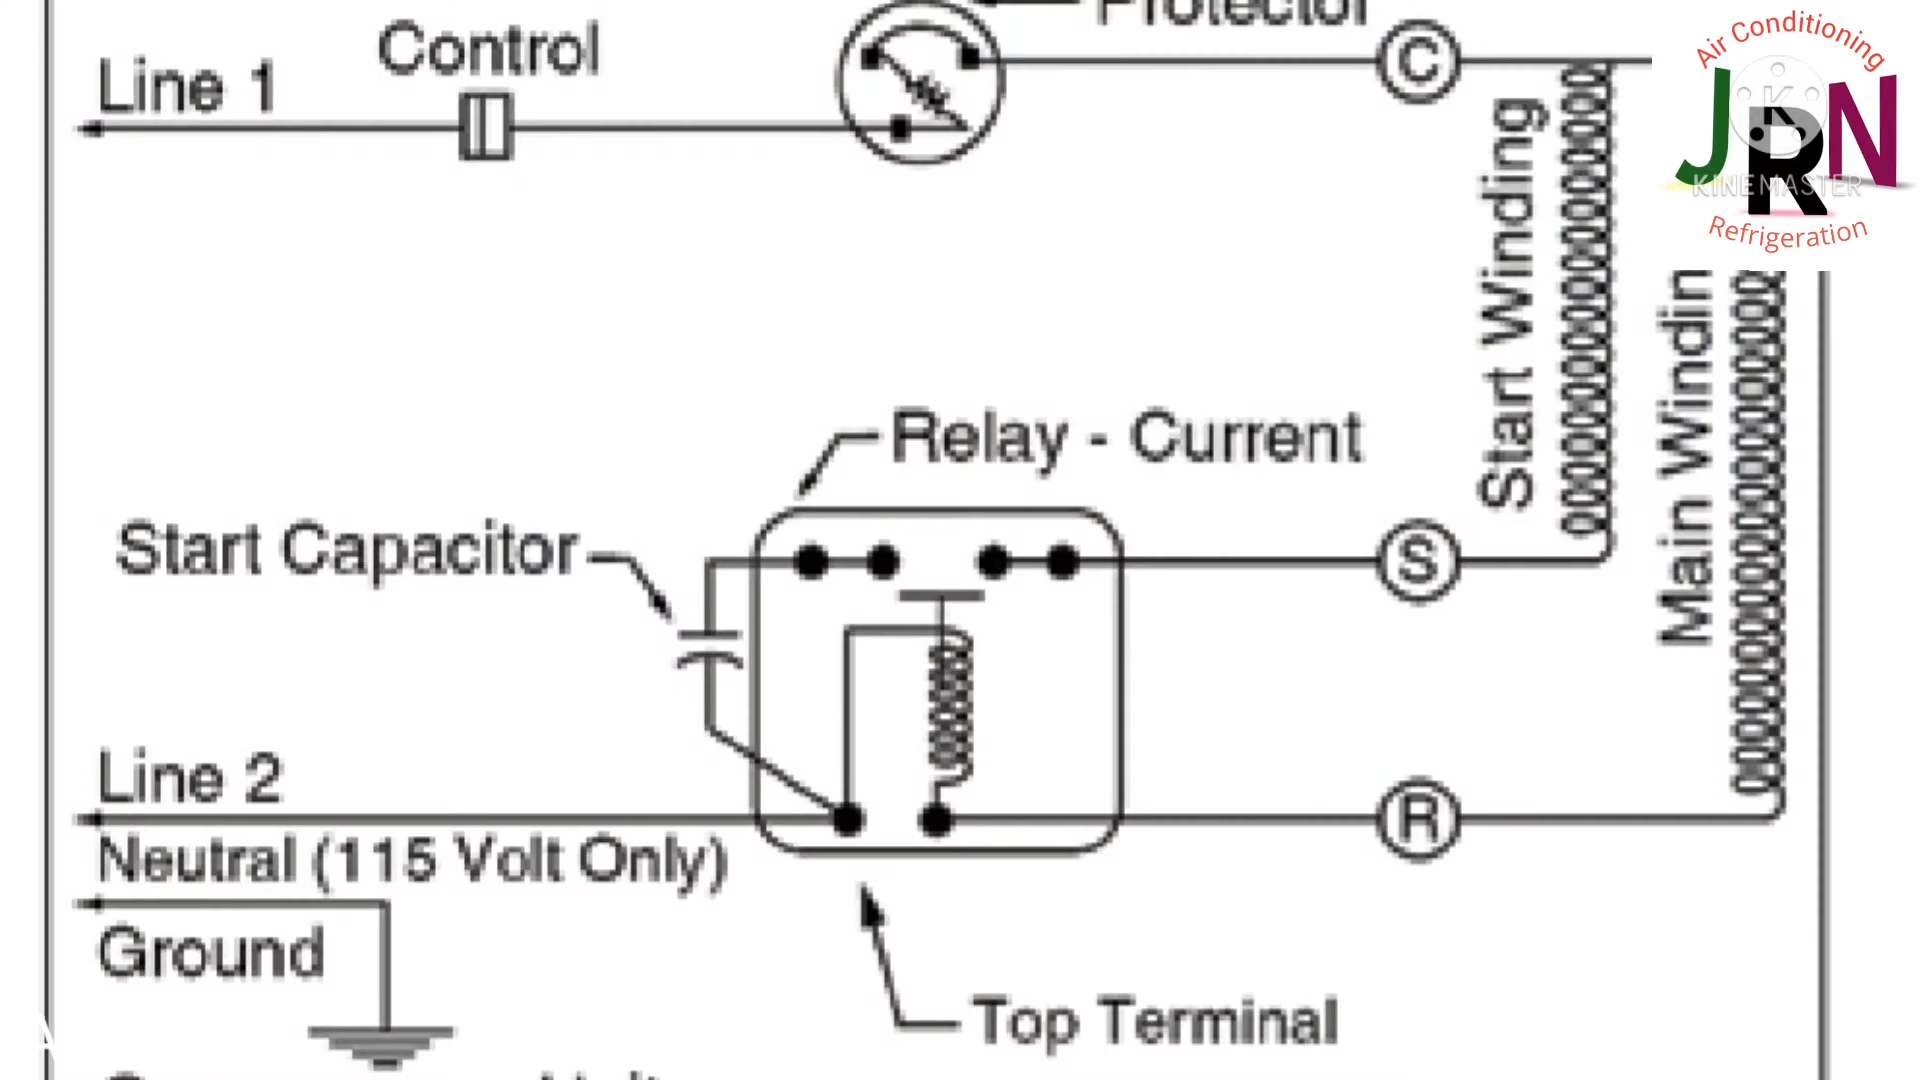 Protector
Control
Line 1
C
Air Conditioning
JRN
K
KINEMASTER
Refrigeration
Start Winding
Main Windin
Relay - Current
Start Capacitor
S
Line 2
R
Neutral (115 Volt Only)
Ground
Top Terminal